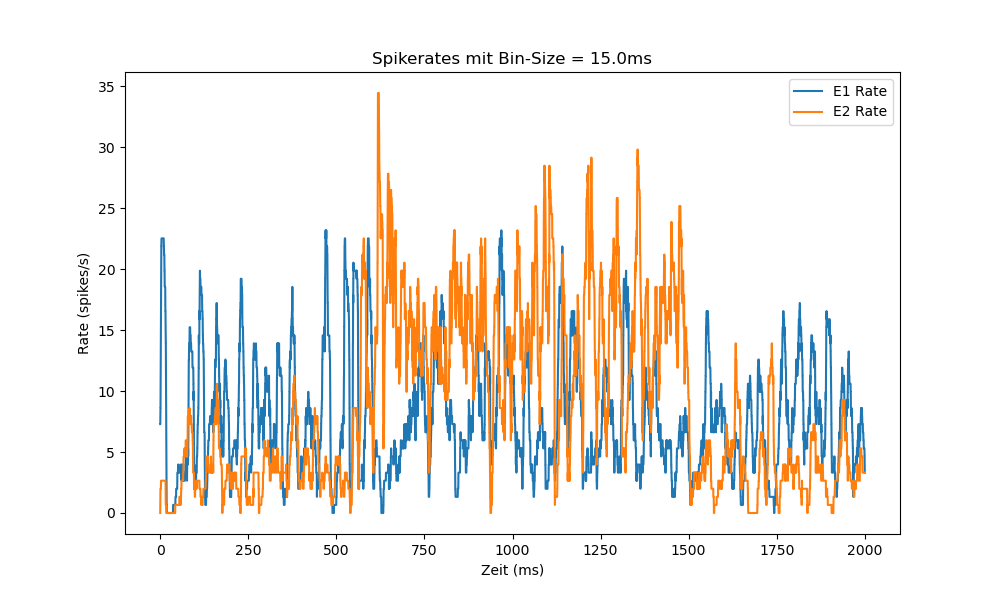 Spikerates mit Bin-Size = 15.0ms
E1 Rate
E2 Rate
Rate (spikes/s)
35
30
25
20
15
10
5
0
0 250 500 750 1000 1250 1500 1750 2000
Zeit (ms)